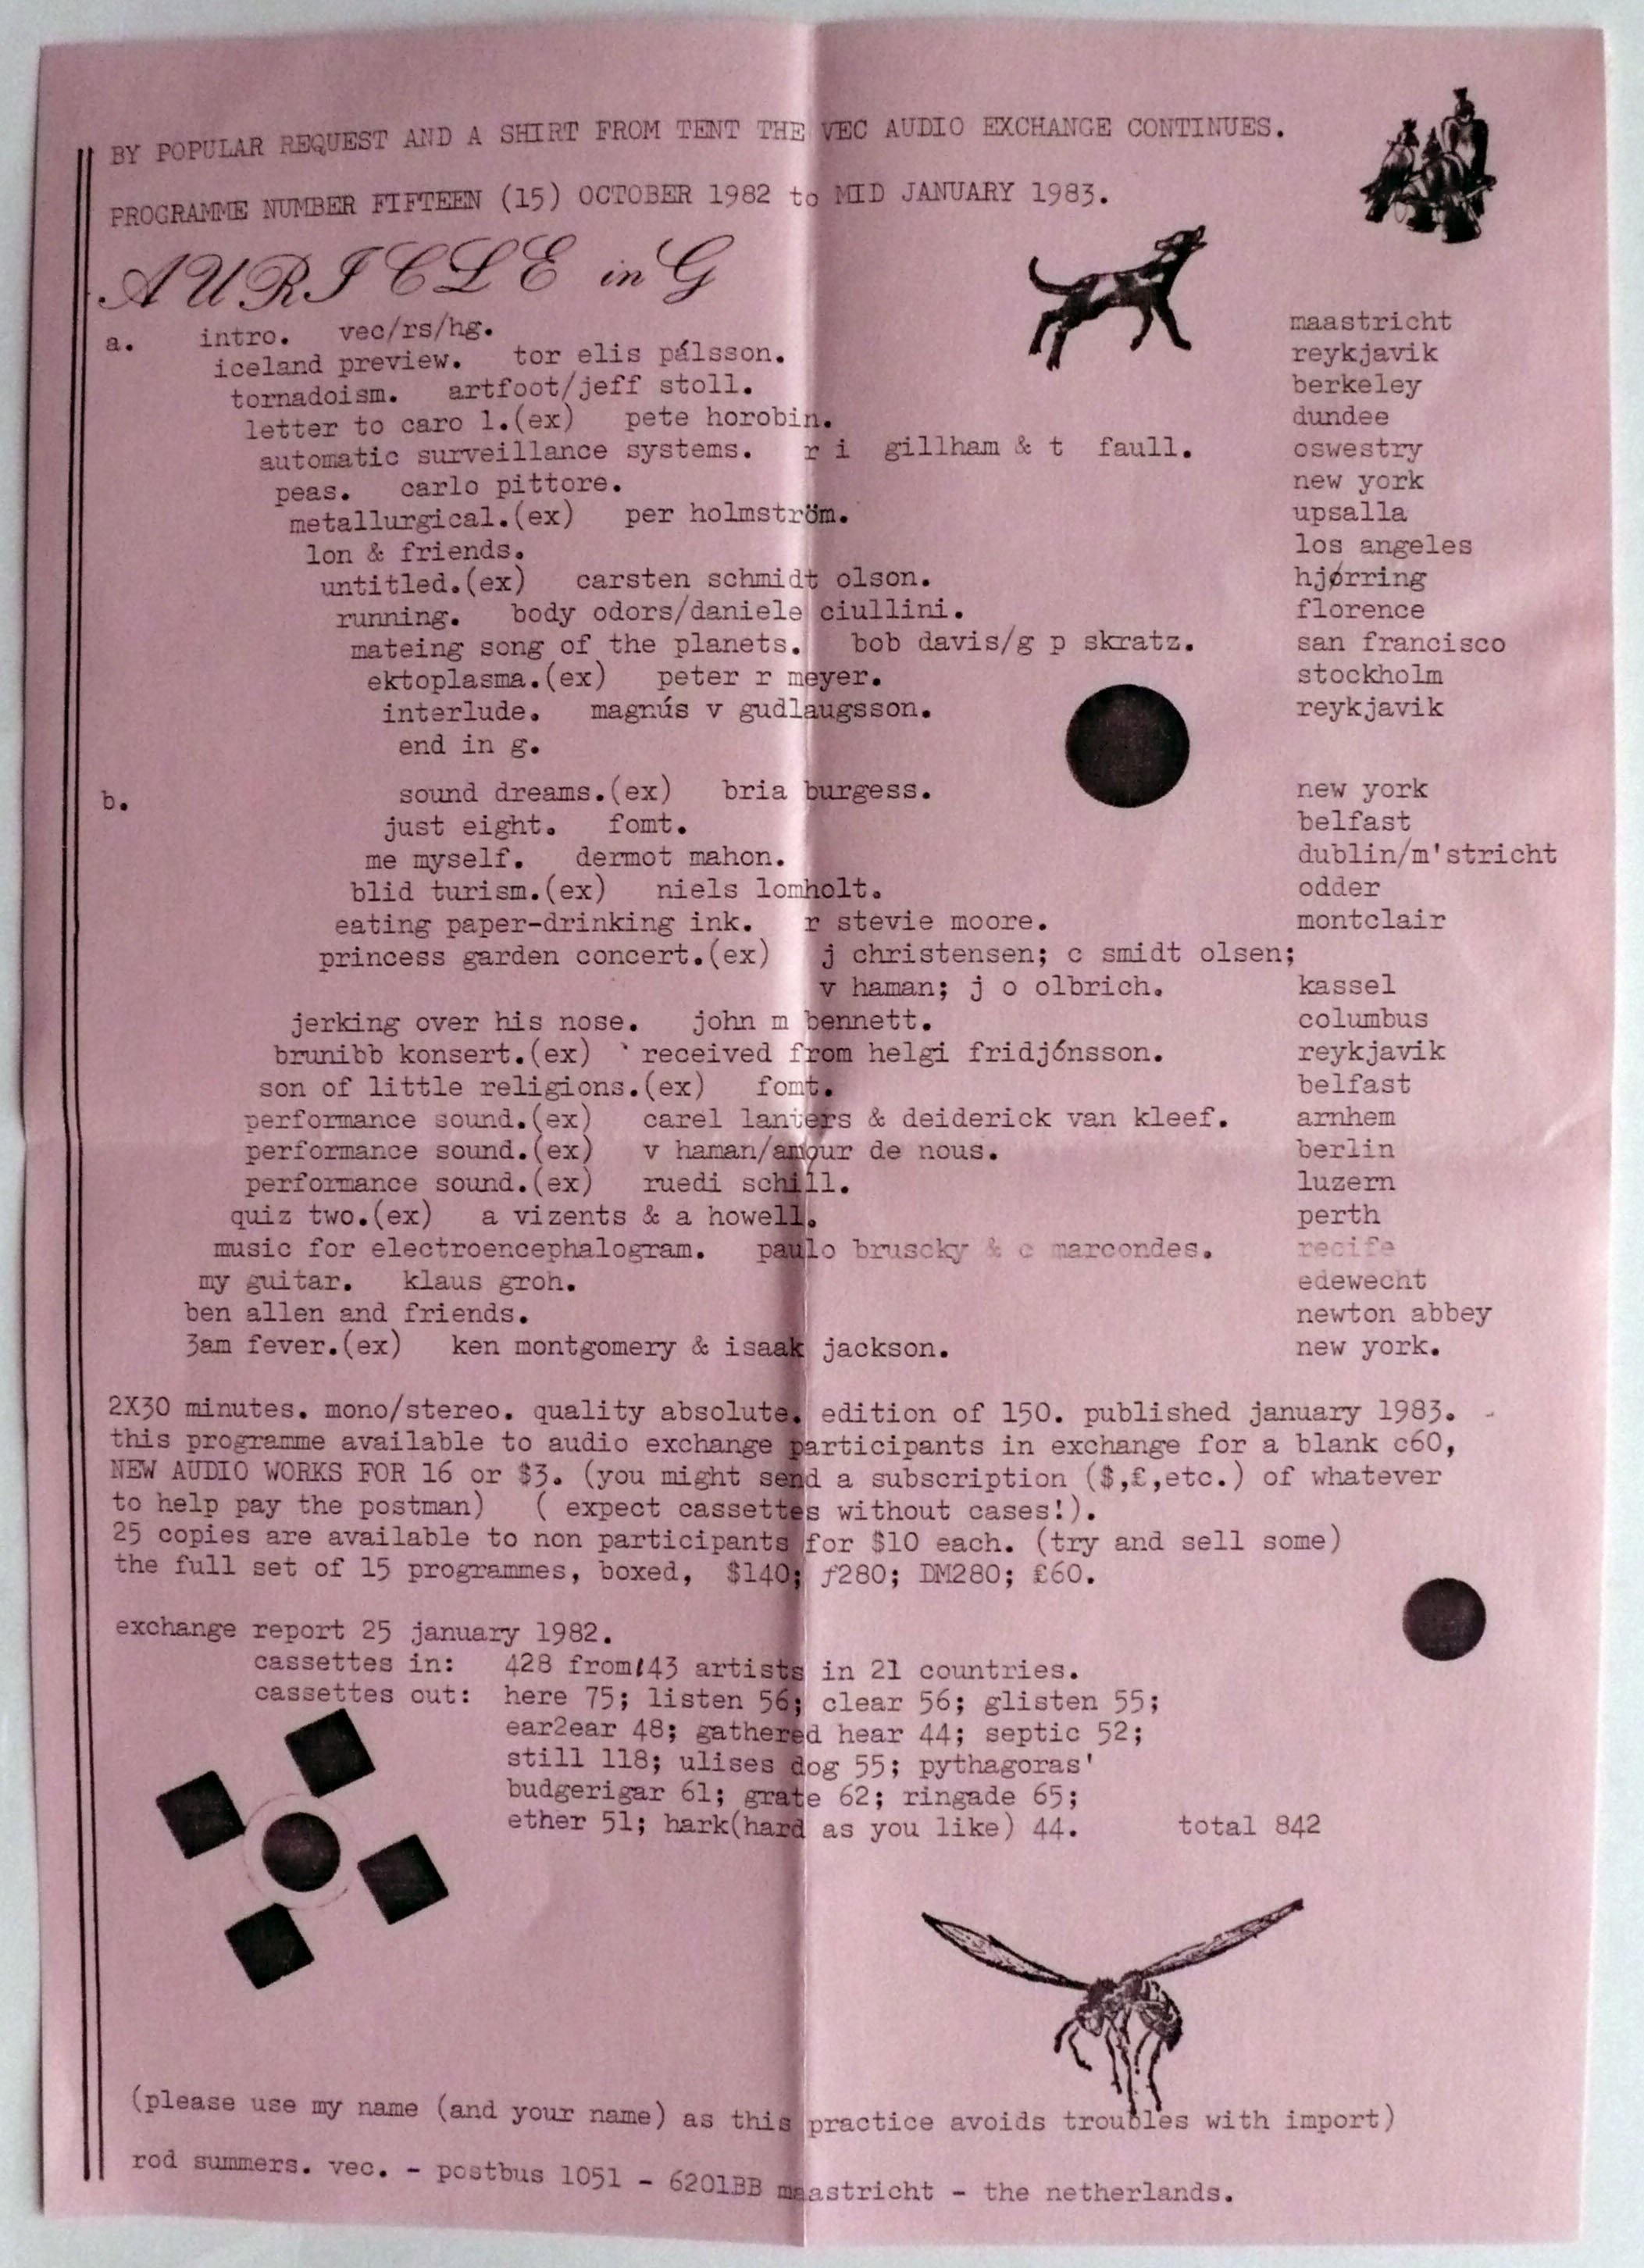 BY POPULAR REQUEST AND A SHIRT FROM TENT THE VEC AUDIO EXCHANGE CONTINUES.
PROGRAMME NUMBER FIFTEEN (15) OCTOBER 1982 to MID JANUARY 1983.
AURICLE in G
a. intro. vec/rs/hg. maastricht
iceland preview. tor elis pálsson. reykjavik
tornadoism. artfoot/jeff stoll. berkeley
letter to caro 1.(ex) pete horobin. dundee
automatic surveillance systems. r i gillham & t faull. oswestry
peas. carlo pittore. new york
metallurgical.(ex) per holmström. upsalla
lon & friends. los angeles
untitled.(ex) carsten schmidt olson. hjørring
running. body odors/daniele ciullini. florence
mateing song of the planets. bob davis/g p skratz. san francisco
ektoplasma.(ex) peter r meyer. stockholm
interlude. magnús v gudlaugsson. reykjavik
end in g.
b. sound dreams.(ex) bria burgess. new york
just eight. fomt. belfast
me myself. dermot mahon. dublin/m'stricht
blid turism.(ex) niels lomholt. odder
eating paper-drinking ink. r stevie moore. montclair
princess garden concert.(ex) j christensen; c smidt olsen;
v haman; j o olbrich. kassel
jerking over his nose. john m bennett. columbus
brunibb konsert.(ex) received from helgi fridjónsson. reykjavik
son of little religions.(ex) fomt. belfast
performance sound.(ex) carel lanters & deiderick van kleef. arnhem
performance sound.(ex) v haman/amour de nous. berlin
performance sound.(ex) ruedi schill. luzern
quiz two.(ex) a vizents & a howell. perth
music for electroencephalogram. paulo bruscky & c marcondes. recife
my guitar. klaus groh. edewecht
ben allen and friends. newton abbey
3am fever.(ex) ken montgomery & isaak jackson. new york.
2X30 minutes. mono/stereo. quality absolute. edition of 150. published january 1983.
this programme available to audio exchange participants in exchange for a blank c60,
NEW AUDIO WORKS FOR 16 or $3. (you might send a subscription ($,£,etc.) of whatever
to help pay the postman) ( expect cassettes without cases!).
25 copies are available to non participants for $10 each. (try and sell some)
the full set of 15 programmes, boxed, $140; ƒ280; DM280; £60.
exchange report 25 january 1982.
cassettes in: 428 from 143 artists in 21 countries.
cassettes out: here 75; listen 56; clear 56; glisten 55;
ear2ear 48; gathered hear 44; septic 52;
still 118; ulises dog 55; pythagoras'
budgerigar 61; grate 62; ringade 65;
ether 51; hark(hard as you like) 44. total 842
(please use my name (and your name) as this practice avoids troubles with import)
rod summers. vec. - postbus 1051 - 6201BB maastricht - the netherlands.